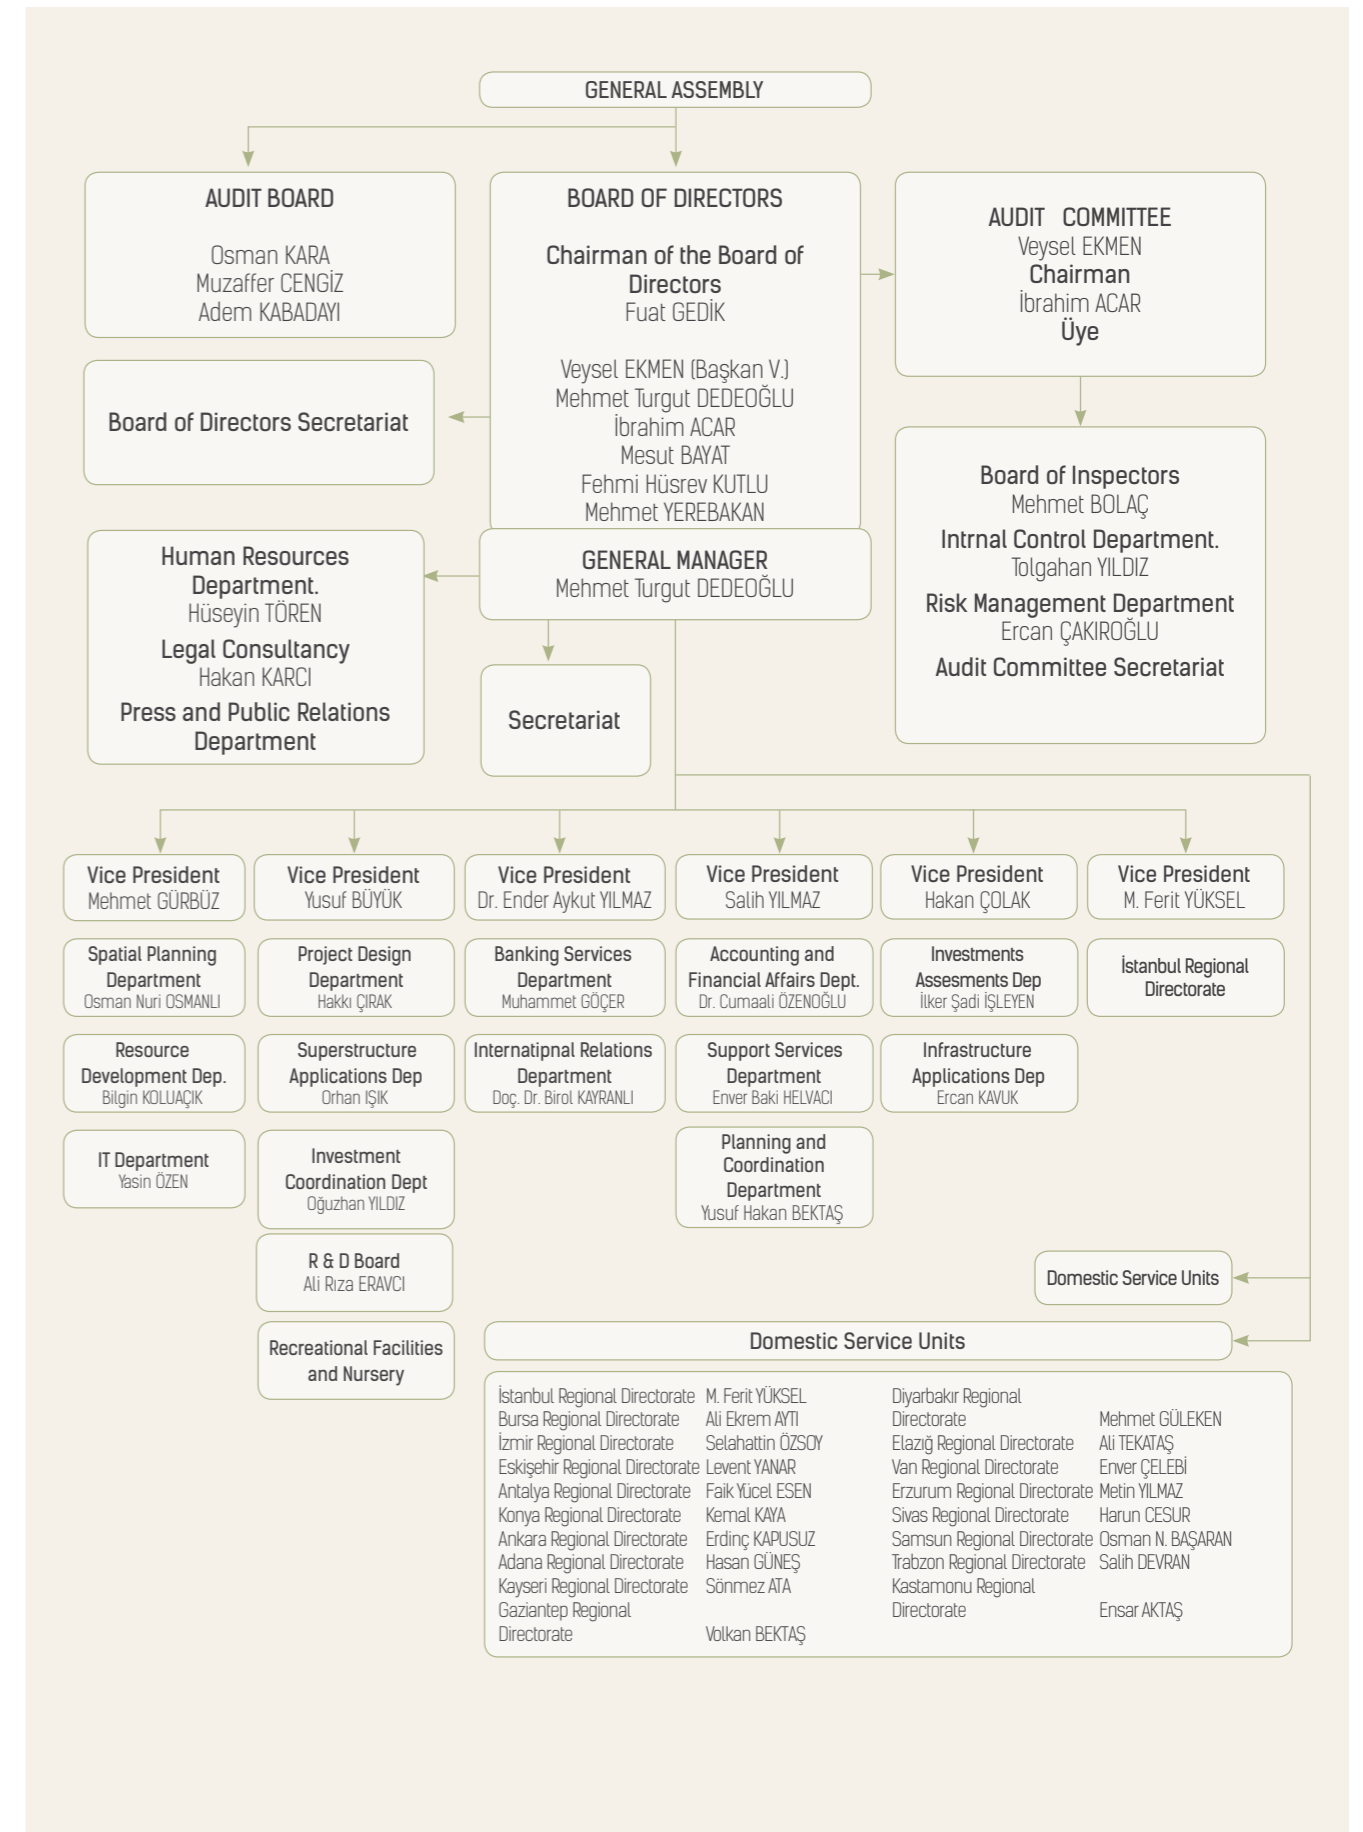 GENERAL ASSEMBLY
AUDIT BOARD
Osman KARA
Muzaffer CENGİZ
Adem KABADAYI
BOARD OF DIRECTORS
Chairman of the Board of
Directors
Fuat GEDİK
Veysel EKMEN (Başkan V.)
Mehmet Turgut DEDEOĞLU
İbrahim ACAR
Mesut BAYAT
Fehmi Hüsrev KUTLU
Mehmet YEREBAKAN
AUDIT COMMITTEE
Veysel EKMEN
Chairman
İbrahim ACAR
Üye
Board of Directors Secretariat
Board of Inspectors
Mehmet BOLAÇ
Intrnal Control Department.
Tolgahan YILDIZ
Risk Management Department
Ercan ÇAKIROĞLU
Audit Committee Secretariat
GENERAL MANAGER
Mehmet Turgut DEDEOĞLU
Human Resources
Department.
Hüseyin TÖREN
Legal Consultancy
Hakan KARCI
Press and Public Relations
Department
Secretariat
Vice President
Mehmet GÜRBÜZ
Vice President
Yusuf BÜYÜK
Vice President
Dr. Ender Aykut YILMAZ
Vice President
Salih YILMAZ
Vice President
Hakan ÇOLAK
Vice President
M. Ferit YÜKSEL
Spatial Planning
Department
Osman Nuri OSMANLI
Project Design
Department
Hakkı ÇIRAK
Banking Services
Department
Muhammet GÖÇER
Accounting and
Financial Affairs Dept.
Dr. Cumaali ÖZENOĞLU
Investments
Assesments Dep
İlker Şadi İŞLEYEN
İstanbul Regional
Directorate
Resource
Development Dep.
Bilgin KOLUAÇIK
Superstructure
Applications Dep
Orhan IŞIK
Internatipnal Relations
Department
Doç. Dr. Birol KAYRANLI
Support Services
Department
Enver Baki HELVACI
Infrastructure
Applications Dep
Ercan KAVUK
IT Department
Yasin ÖZEN
Investment
Coordination Dept
Oğuzhan YILDIZ
Planning and
Coordination
Department
Yusuf Hakan BEKTAŞ
R & D Board
Ali Rıza ERAVCI
Recreational Facilities
and Nursery
Domestic Service Units
Domestic Service Units
İstanbul Regional Directorate M. Ferit YÜKSEL
Bursa Regional Directorate Ali Ekrem AYTI
İzmir Regional Directorate Selahattin ÖZSOY
Eskişehir Regional Directorate Levent YANAR
Antalya Regional Directorate Faik Yücel ESEN
Konya Regional Directorate Kemal KAYA
Ankara Regional Directorate Erdinç KAPUSUZ
Adana Regional Directorate Hasan GÜNEŞ
Kayseri Regional Directorate Sönmez ATA
Gaziantep Regional
Directorate Volkan BEKTAŞ
Diyarbakır Regional
Directorate Mehmet GÜLEKEN
Elazığ Regional Directorate Ali TEKATAŞ
Van Regional Directorate Enver ÇELEBİ
Erzurum Regional Directorate Metin YILMAZ
Sivas Regional Directorate Harun CESUR
Samsun Regional Directorate Osman N. BAŞARAN
Trabzon Regional Directorate Salih DEVRAN
Kastamonu Regional
Directorate Ensar AKTAŞ